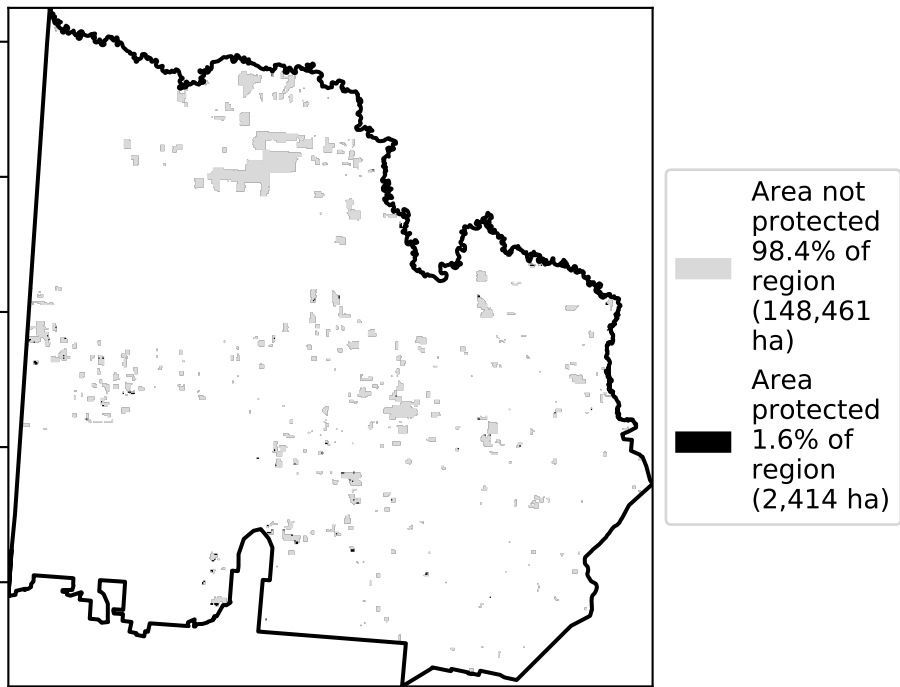 Area not
protected
98.4% of
region
(148,461
ha)
Area
protected
1.6% of
region
(2,414 ha)